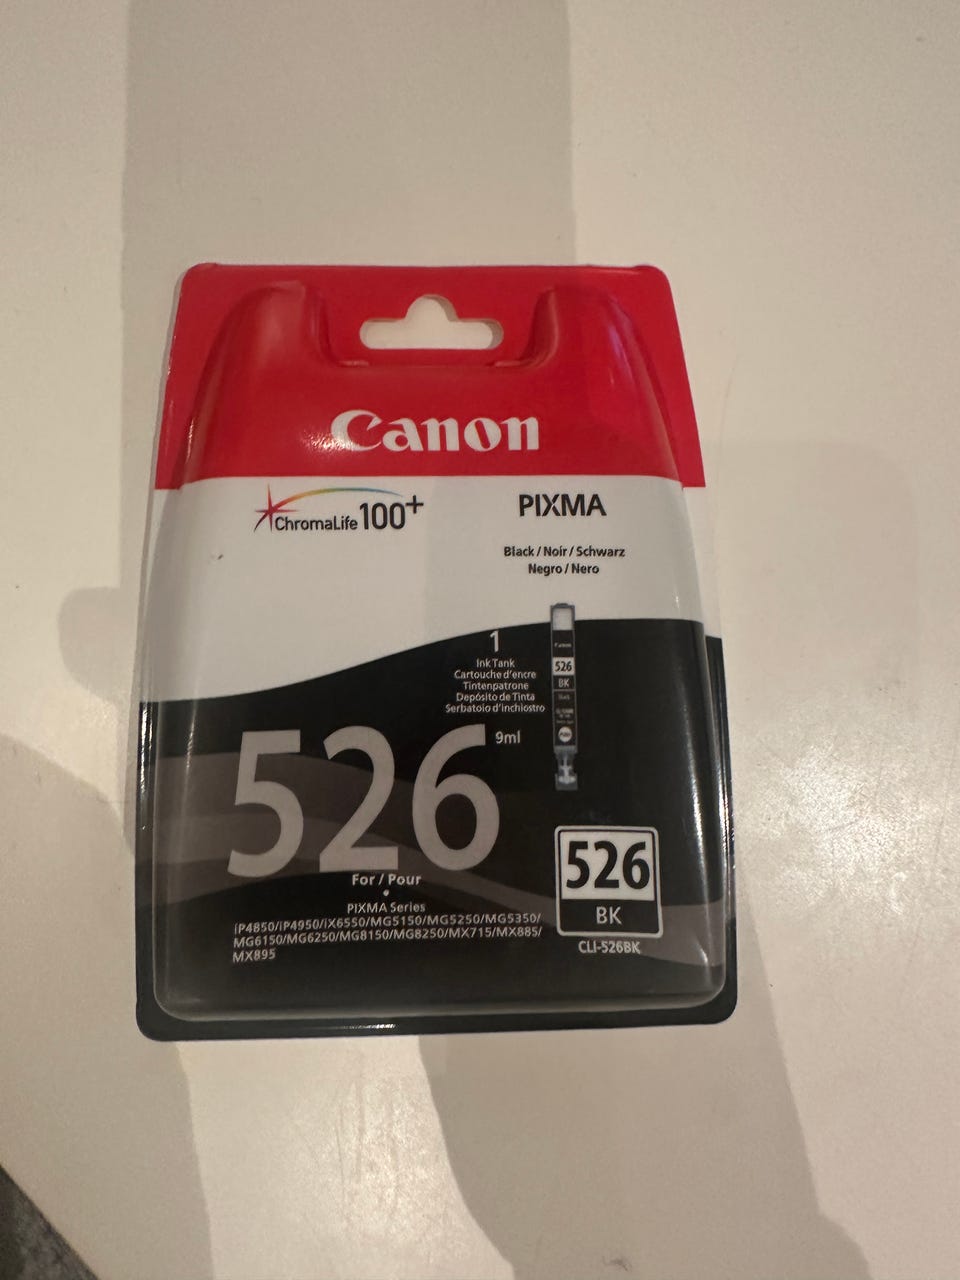 Canon
ChromaLife 100+
PIXMA
Black / Noir / Schwarz
Negro / Nero
1
Ink Tank
Cartouche d'encre
Tintenpatrone
Depósito de Tinta
Serbatoio d'inchiostro
9ml
Canon
526
BK
526
For / Pour
•
PIXMA Series
iP4850/iP4950/iX6550/MG5150/MG5250/MG5350/
MG6150/MG6250/MG8150/MG8250/MX715/MX885/
MX895
526
BK
CLI-526BK